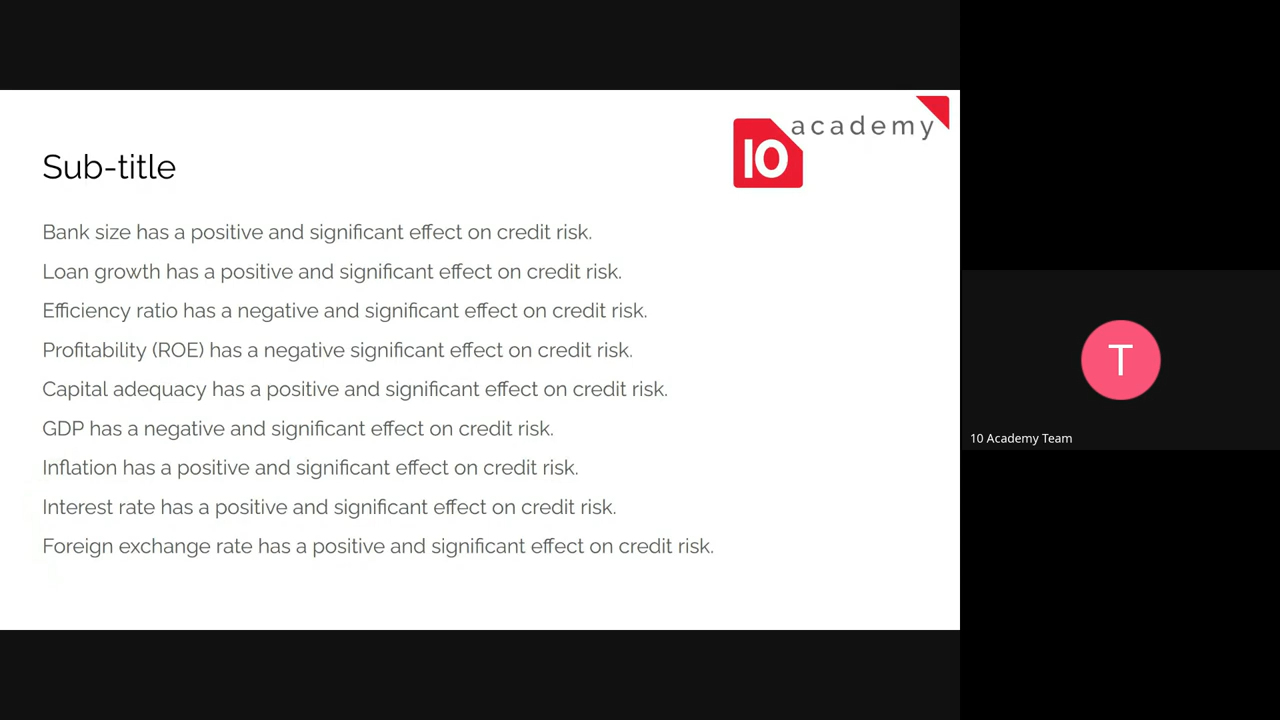 10 academy
Sub-title
Bank size has a positive and significant effect on credit risk.
Loan growth has a positive and significant effect on credit risk.
Efficiency ratio has a negative and significant effect on credit risk.
Profitability (ROE) has a negative significant effect on credit risk.
Capital adequacy has a positive and significant effect on credit risk.
GDP has a negative and significant effect on credit risk.
Inflation has a positive and significant effect on credit risk.
Interest rate has a positive and significant effect on credit risk.
Foreign exchange rate has a positive and significant effect on credit risk.
T
10 Academy Team